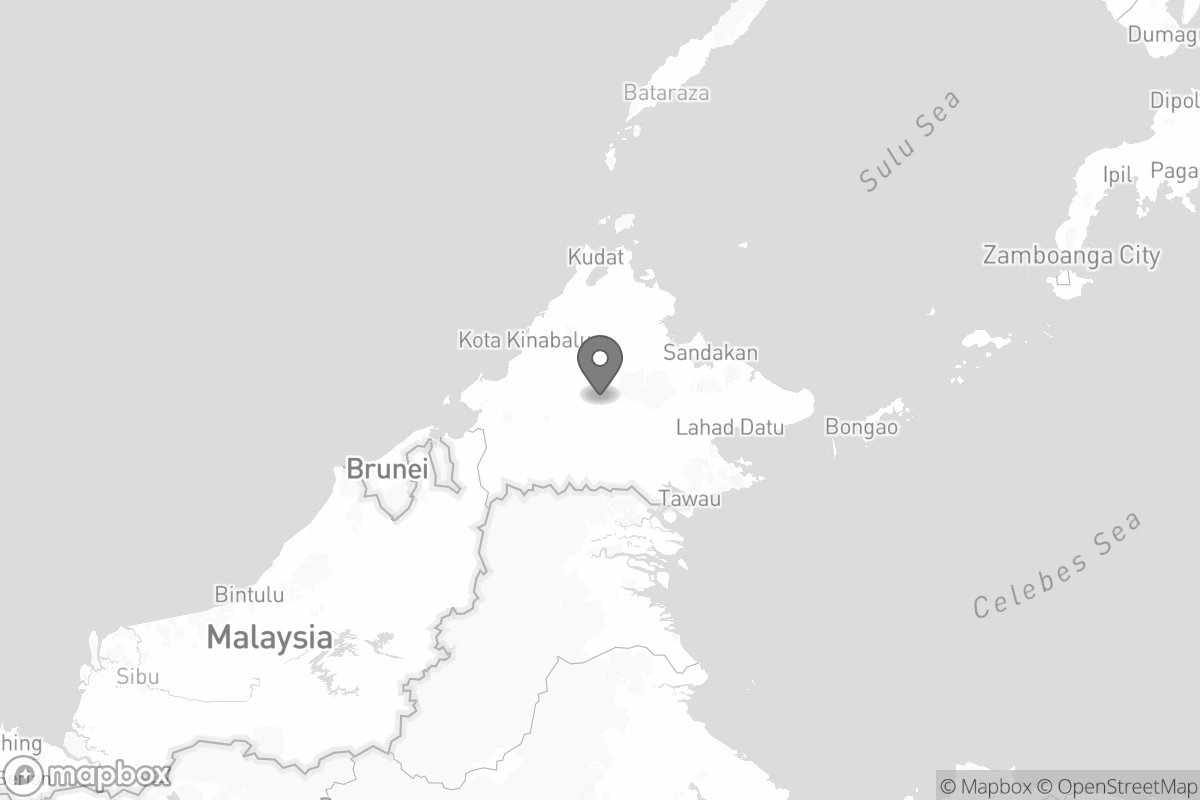 Dumag
Bataraza
Dipol
Sulu Sea
Ipil
Paga
Kudat
Zamboanga City
Kota Kinabalu
Sandakan
Lahad Datu
Bongao
Brunei
Tawau
Celebes Sea
Bintulu
Malaysia
Sibu
hing
mapbox
© Mapbox © OpenStreetMap